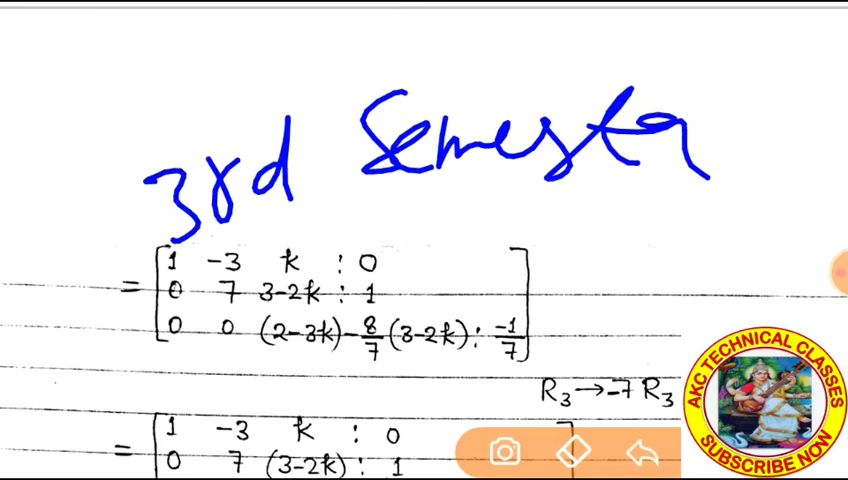 3rd Semester
= [1 -3 k : 0
0 7 3-2k : 1
0 0 (2-3k)-8/7(3-2k) : -1/7]
R3→-7 R3
= [1 -3 k : 0
0 7 (3-2k) : 1
AKC TECHNICAL CLASSES
SUBSCRIBE NOW